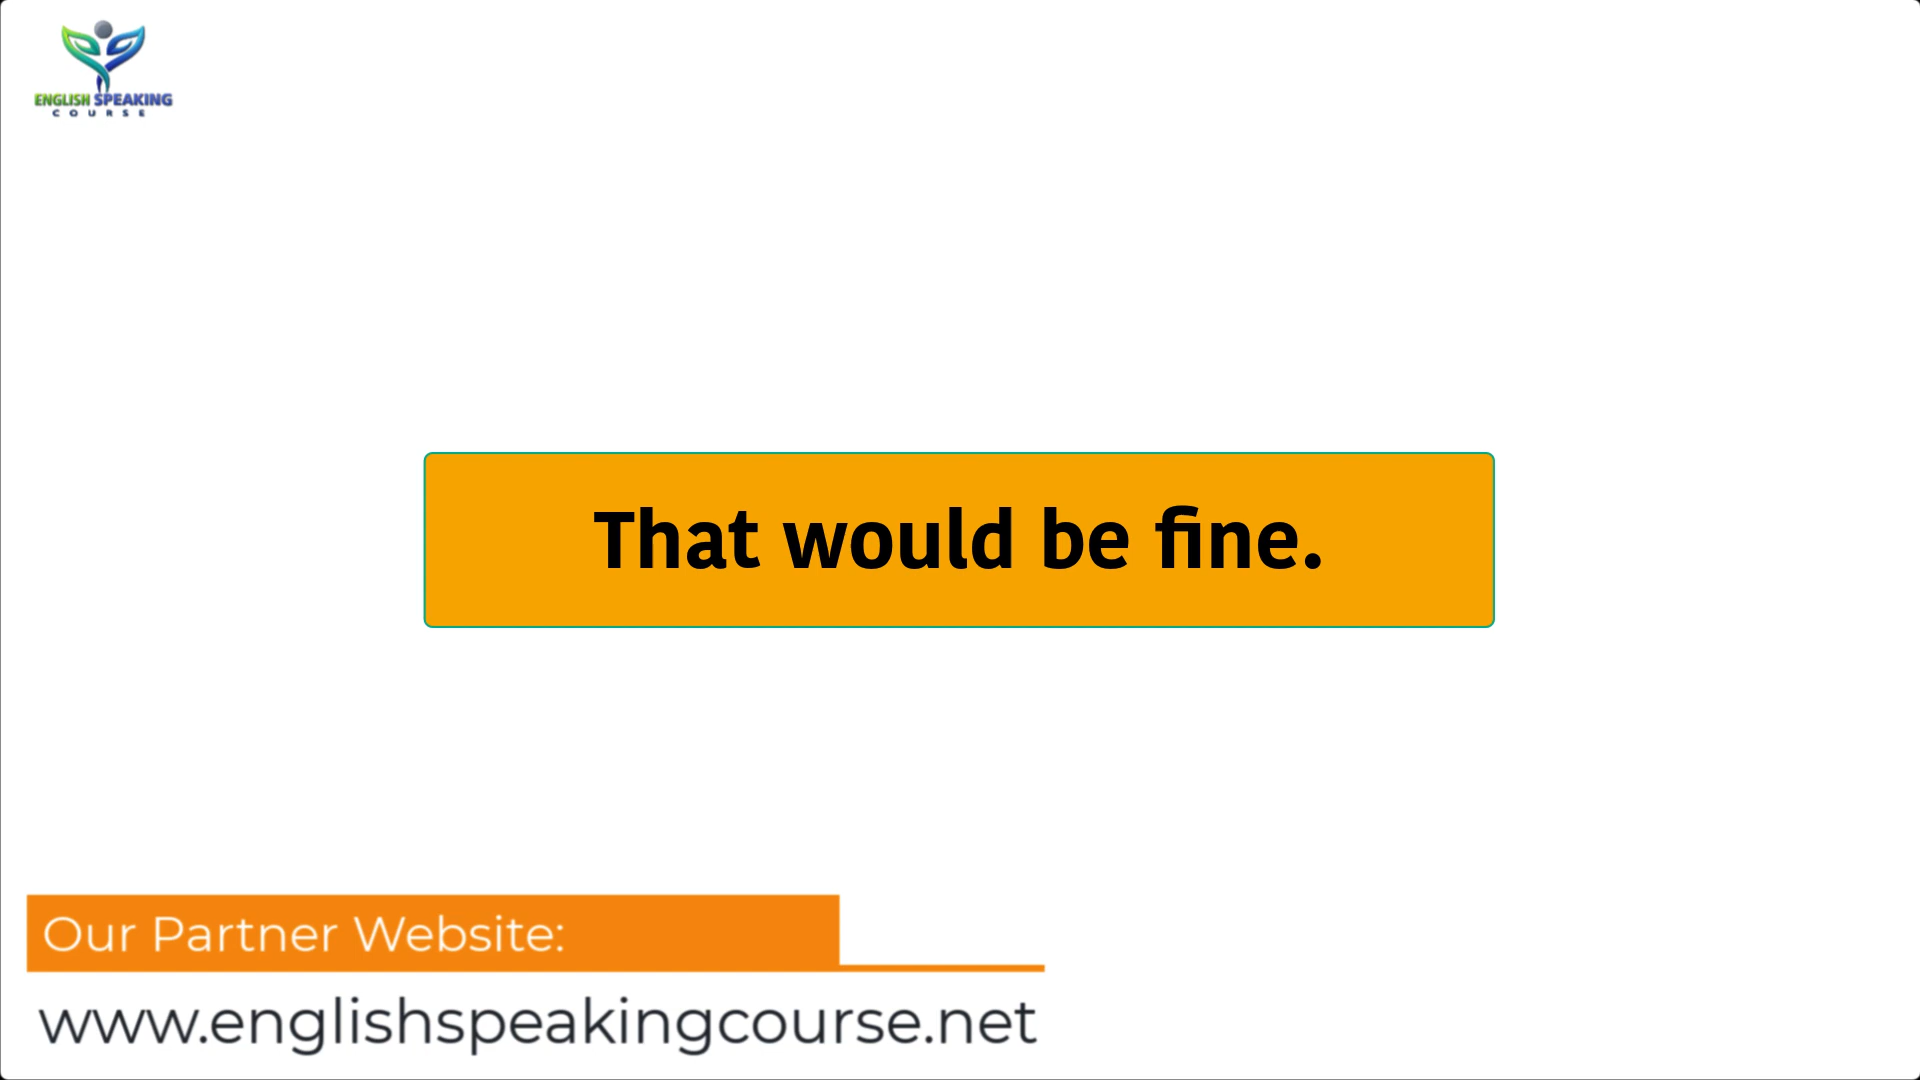 ENGLISH SPEAKING
COURSE
That would be fine.
Our Partner Website:
www.englishspeakingcourse.net